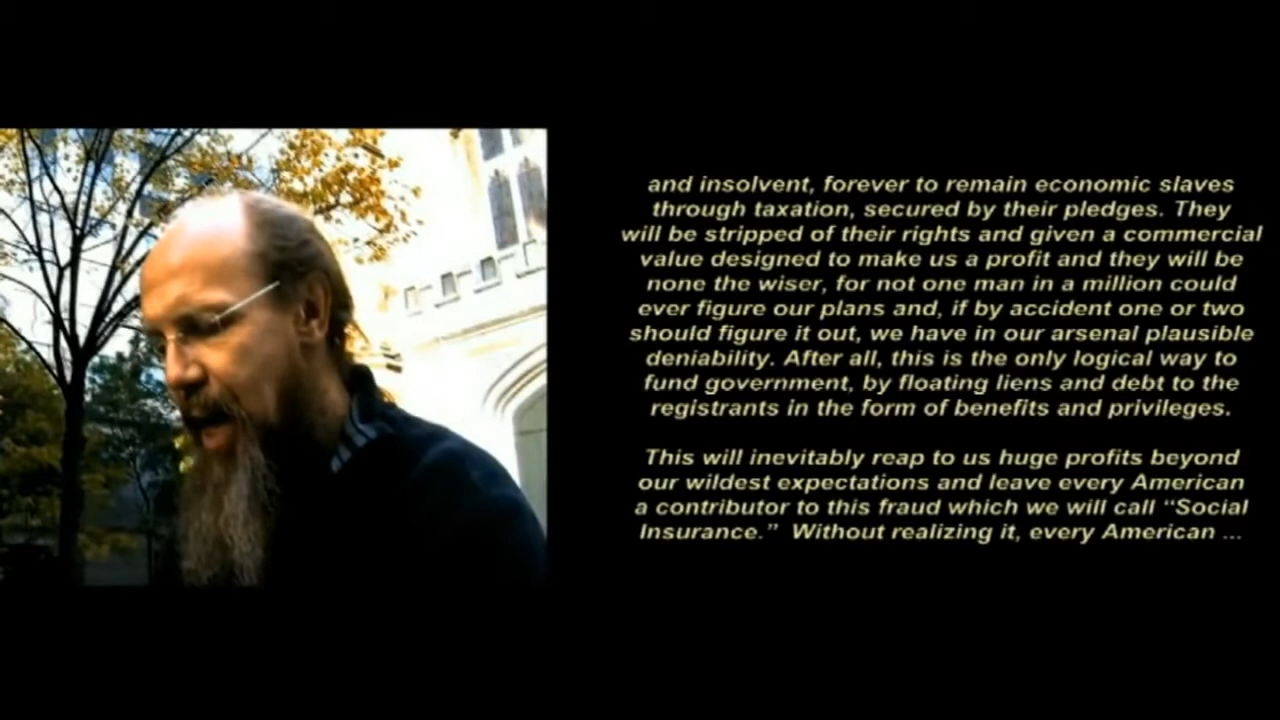 and insolvent, forever to remain economic slaves
through taxation, secured by their pledges. They
will be stripped of their rights and given a commercial
value designed to make us a profit and they will be
none the wiser, for not one man in a million could
ever figure our plans and, if by accident one or two
should figure it out, we have in our arsenal plausible
deniability. After all, this is the only logical way to
fund government, by floating liens and debt to the
registrants in the form of benefits and privileges.
This will inevitably reap to us huge profits beyond
our wildest expectations and leave every American
a contributor to this fraud which we will call “Social
Insurance.” Without realizing it, every American ...